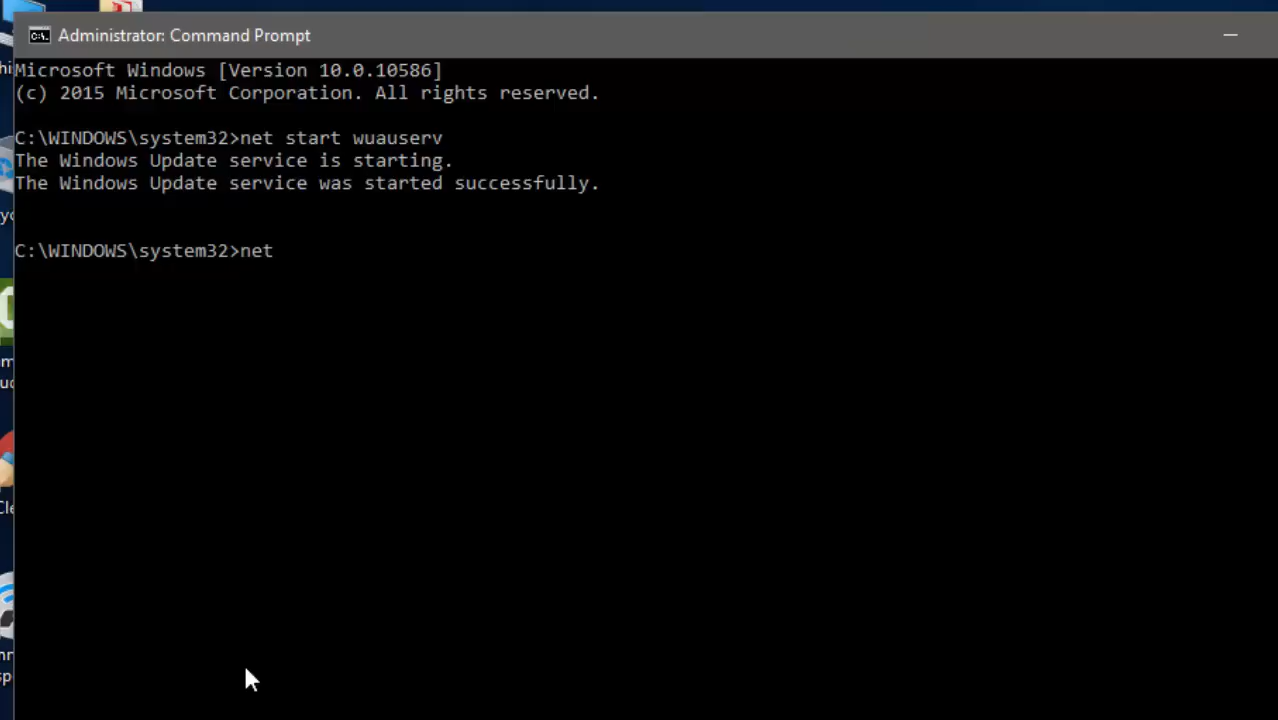 Administrator: Command Prompt
Microsoft Windows [Version 10.0.10586]
(c) 2015 Microsoft Corporation. All rights reserved.
C:\WINDOWS\system32>net start wuauserv
The Windows Update service is starting.
The Windows Update service was started successfully.
C:\WINDOWS\system32>net